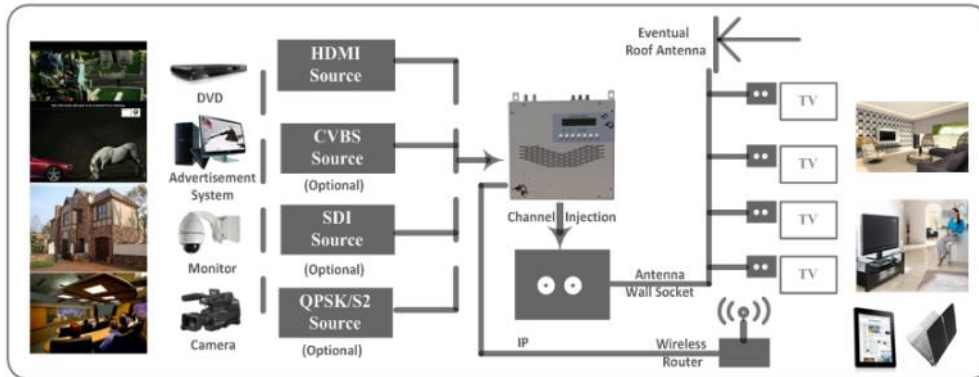 DVD
Advertisement
System
Monitor
Camera
HDMI
Source
CVBS
Source
(Optional)
SDI
Source
(Optional)
QPSK/S2
Source
(Optional)
Channel Injection
IP
Eventual
Roof Antenna
TV
TV
TV
TV
Antenna
Wall Socket
Wireless
Router